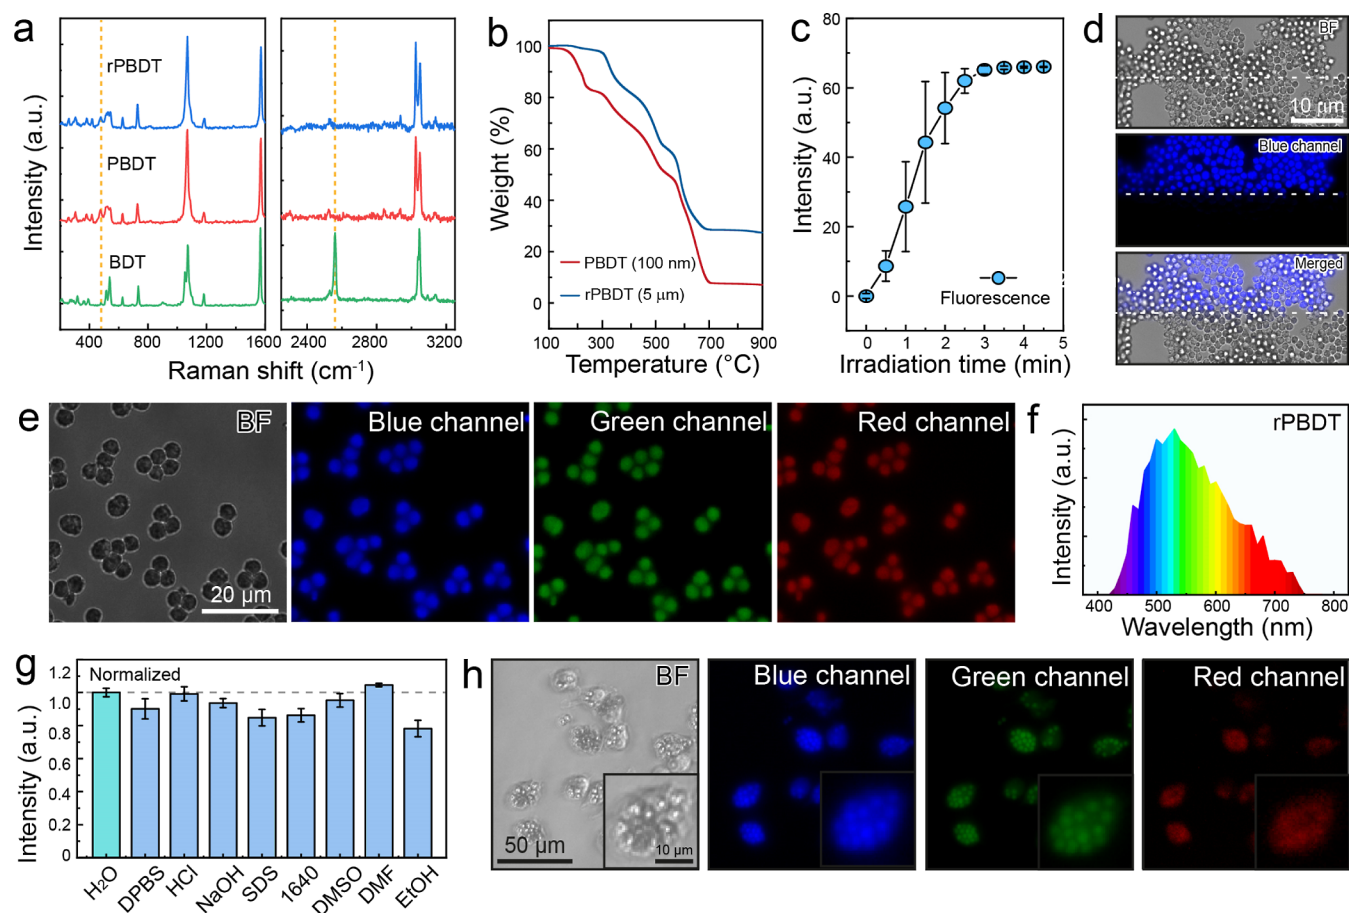 a
Intensity (a.u.)
rPBDT
PBDT
BDT
400 800 1200 1600 2400 2800 3200
Raman shift (cm-1)
b
Weight (%)
100
80
60
40
20
0
PBDT (100 nm)
rPBDT (5 μm)
100 300 500 700 900
Temperature (°C)
c
Intensity (a.u.)
80
60
40
20
0
Fluorescence
0 1 2 3 4 5
Irradiation time (min)
d
BF
10 μm
Blue channel
Merged
e
BF
20 μm
Blue channel
Green channel
Red channel
f
rPBDT
Intensity (a.u.)
400 500 600 700 800
Wavelength (nm)
g
Normalized
Intensity (a.u.)
1.2
1.0
0.8
0.6
0.4
0.2
0
H2O DPBS HCl NaOH SDS 1640 DMSO DMF EtOH
h
BF
50 μm
10 μm
Blue channel
Green channel
Red channel